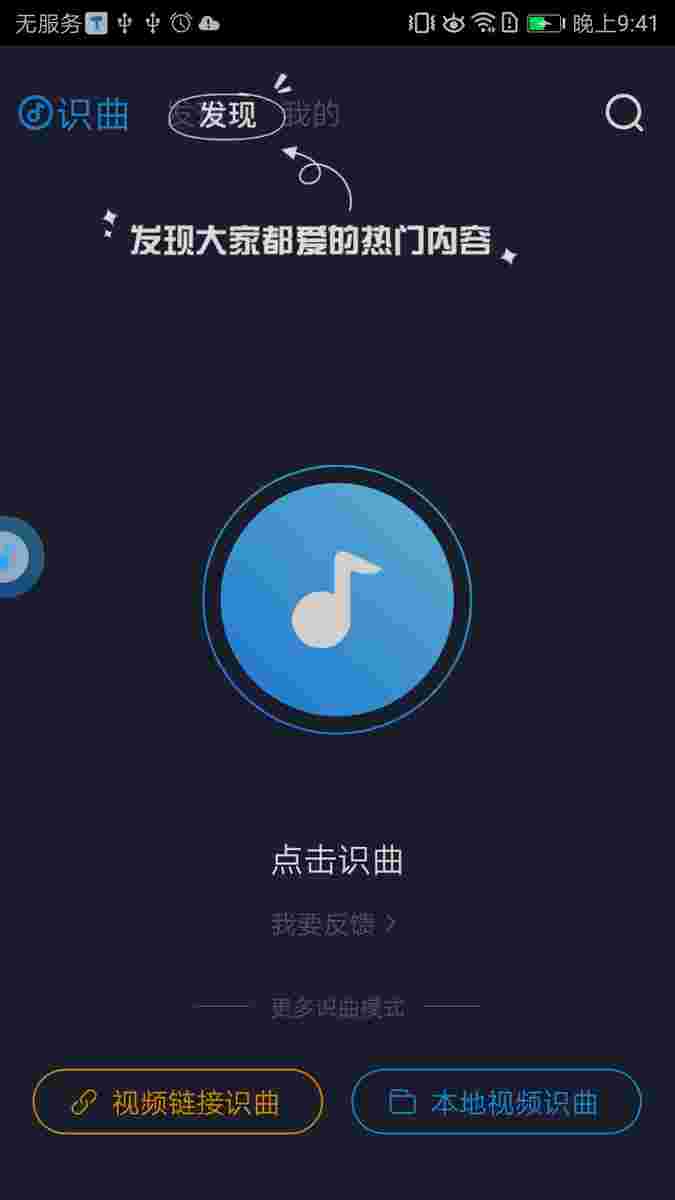 无服务 晚上9:41
识曲 发现 我的
发现大家都爱的热门内容
点击识曲
我要反馈
更多识曲模式
视频链接识曲 本地视频识曲